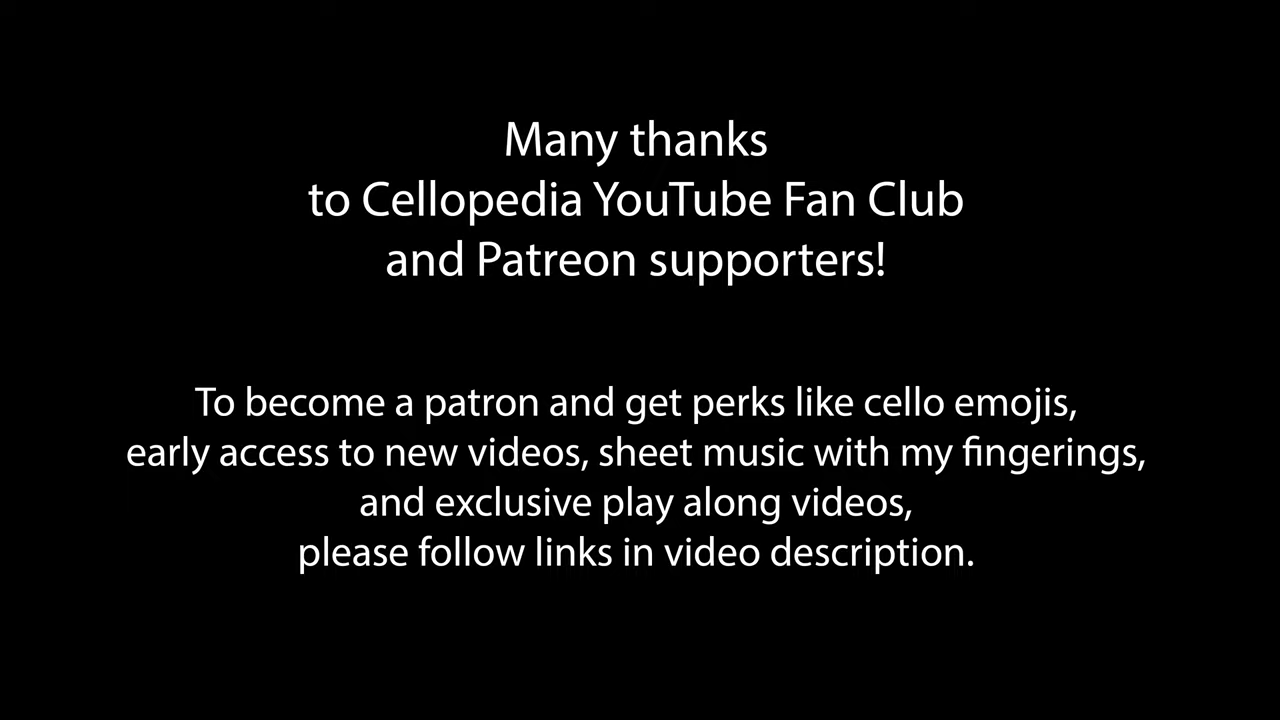 Many thanks
to Cellopedia YouTube Fan Club
and Patreon supporters!
To become a patron and get perks like cello emojis,
early access to new videos, sheet music with my fingerings,
and exclusive play along videos,
please follow links in video description.